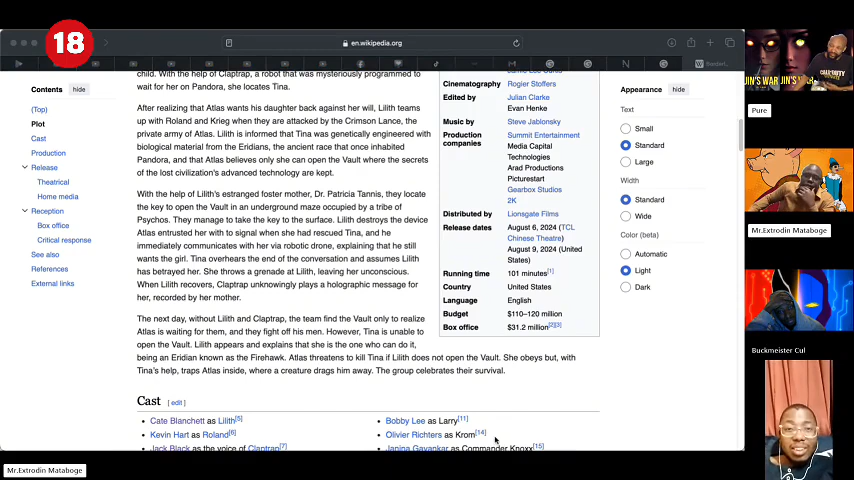 18
en.wikipedia.org
Contents hide
(Top)
Plot
Cast
Production
Release
Theatrical
Home media
Reception
Box office
Critical response
See also
References
External links
child. With the help of Claptrap, a robot that was mysteriously programmed to
wait for her on Pandora, she locates Tina.
After realizing that Atlas wants his daughter back against her will, Lilith teams
up with Roland and Krieg when they are attacked by the Crimson Lance, the
private army of Atlas. Lilith is informed that Tina was genetically engineered with
biological material from the Eridians, the ancient race that once inhabited
Pandora, and that Atlas believes only she can open the Vault where the secrets
of the lost civilization's advanced technology are kept.
With the help of Lilith's estranged foster mother, Dr. Patricia Tannis, they locate
the key to open the Vault in an underground maze occupied by a tribe of
Psychos. They manage to take the key to the surface. Lilith destroys the device
Atlas entrusted her with to signal when she had rescued Tina, and he
immediately communicates with her via robotic drone, explaining that he still
wants the girl. Tina overhears the end of the conversation and assumes Lilith
has betrayed her. She throws a grenade at Lilith, leaving her unconscious.
When Lilith recovers, Claptrap unknowingly plays a holographic message for
her, recorded by her mother.
The next day, without Lilith and Claptrap, the team find the Vault only to realize
Atlas is waiting for them, and they fight off his men. However, Tina is unable to
open the Vault. Lilith appears and explains that she is the one who can do it,
being an Eridian known as the Firehawk. Atlas threatens to kill Tina if Lilith does not open the Vault. She obeys but, with
Tina's help, traps Atlas inside, where a creature drags him away. The group celebrates their survival.
Cast [ edit ]
Cate Blanchett as Lilith[5]
Kevin Hart as Roland[6]
Jack Black as the voice of Claptrap[7]
Bobby Lee as Larry[11]
Olivier Richters as Krom[14]
Janina Gavankar as Commander Knoxx[15]
Jamie Lee Curtis
Cinematography Rogier Stoffers
Edited by Julian Clarke
Evan Henke
Music by Steve Jablonsky
Production companies Summit Entertainment
Media Capital
Technologies
Arad Productions
Picturestart
Gearbox Studios
2K
Distributed by Lionsgate Films
Release dates August 6, 2024 (TCL
Chinese Theatre)
August 9, 2024 (United
States)
Running time 101 minutes[1]
Country United States
Language English
Budget $110–120 million
Box office $31.2 million[2][3]
Appearance hide
Text
Small
Standard
Large
Width
Standard
Wide
Color (beta)
Automatic
Light
Dark
JIN'S WAR JIN'S WAR
Pure
Mr.Extrodin Mataboge
Buckmeister Cul
Mr.Extrodin Mataboge